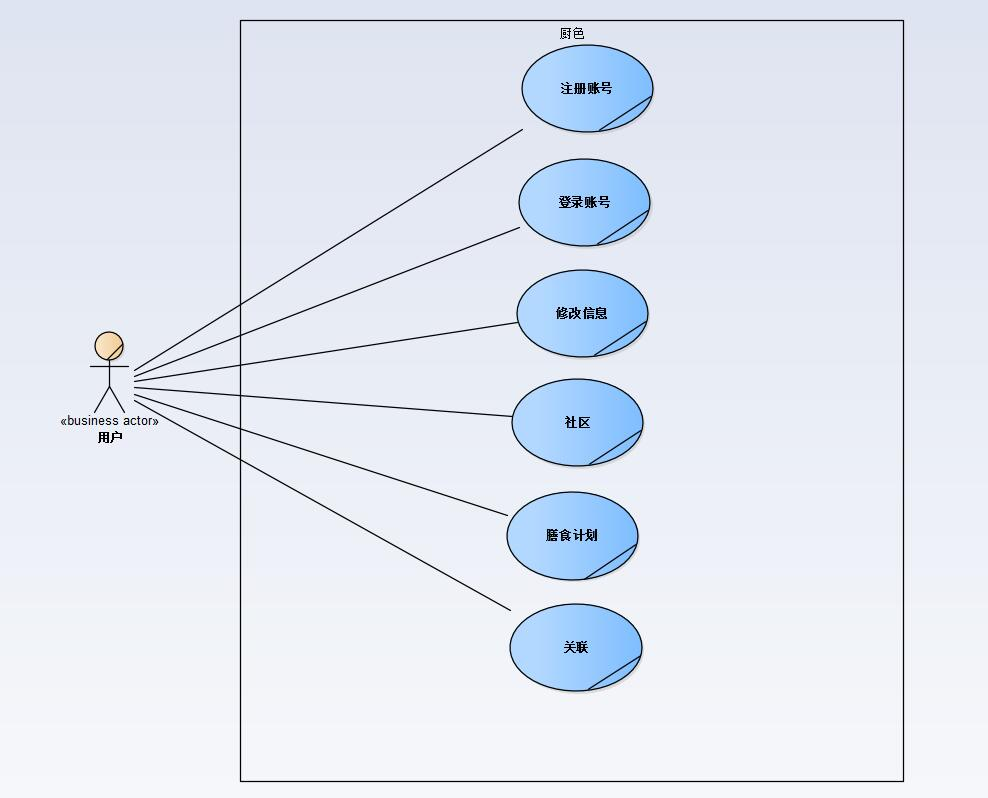 厨色
注册账号
登录账号
修改信息
社区
«business actor»
用户
膳食计划
关联